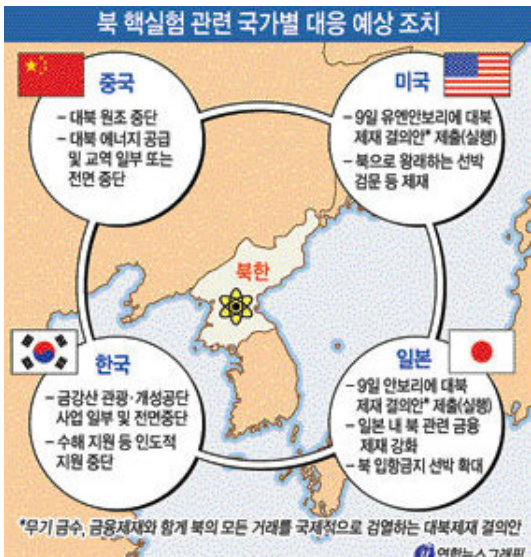 북 핵실험 관련 국가별 대응 예상 조치
중국
- 대북 원조 중단
- 대북 에너지 공급
및 교역 일부 또는
전면 중단
미국
- 9일 유엔안보리에 대북
제재 결의안* 제출(실행)
- 북으로 왕래하는 선박
검문 등 제재
북한
한국
- 금강산 관광·개성공단
사업 일부 및 전면중단
- 수해 지원 등 인도적
지원 중단
일본
- 9일 안보리에 대북
제재 결의안* 제출(실행)
- 일본 내 북 관련 금융
제재 강화
- 북 입항금지 선박 확대
*무기 금수, 금융제재와 함께 북의 모든 거래를 국제적으로 검열하는 대북제재 결의안
연합뉴스그래픽